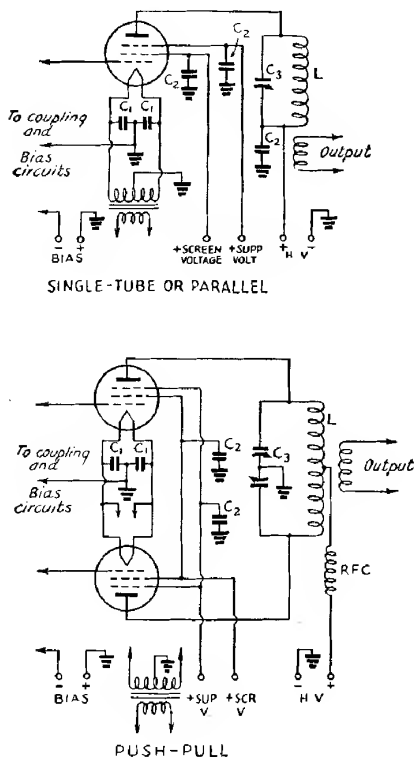 C2
C2
C3
L
C1 C1
C2
To coupling
and
Bias
circuits
Output
- +
BIAS
+SCREEN
VOLTAGE
+SUPP
VOLT
+ -
H V
SINGLE-TUBE OR PARALLEL
L
To coupling
and
Bias
circuits
C1 C1
C2
C3
Output
C2
RFC
- +
BIAS
+SUP
V
+SCR
V
- +
H V
PUSH-PULL